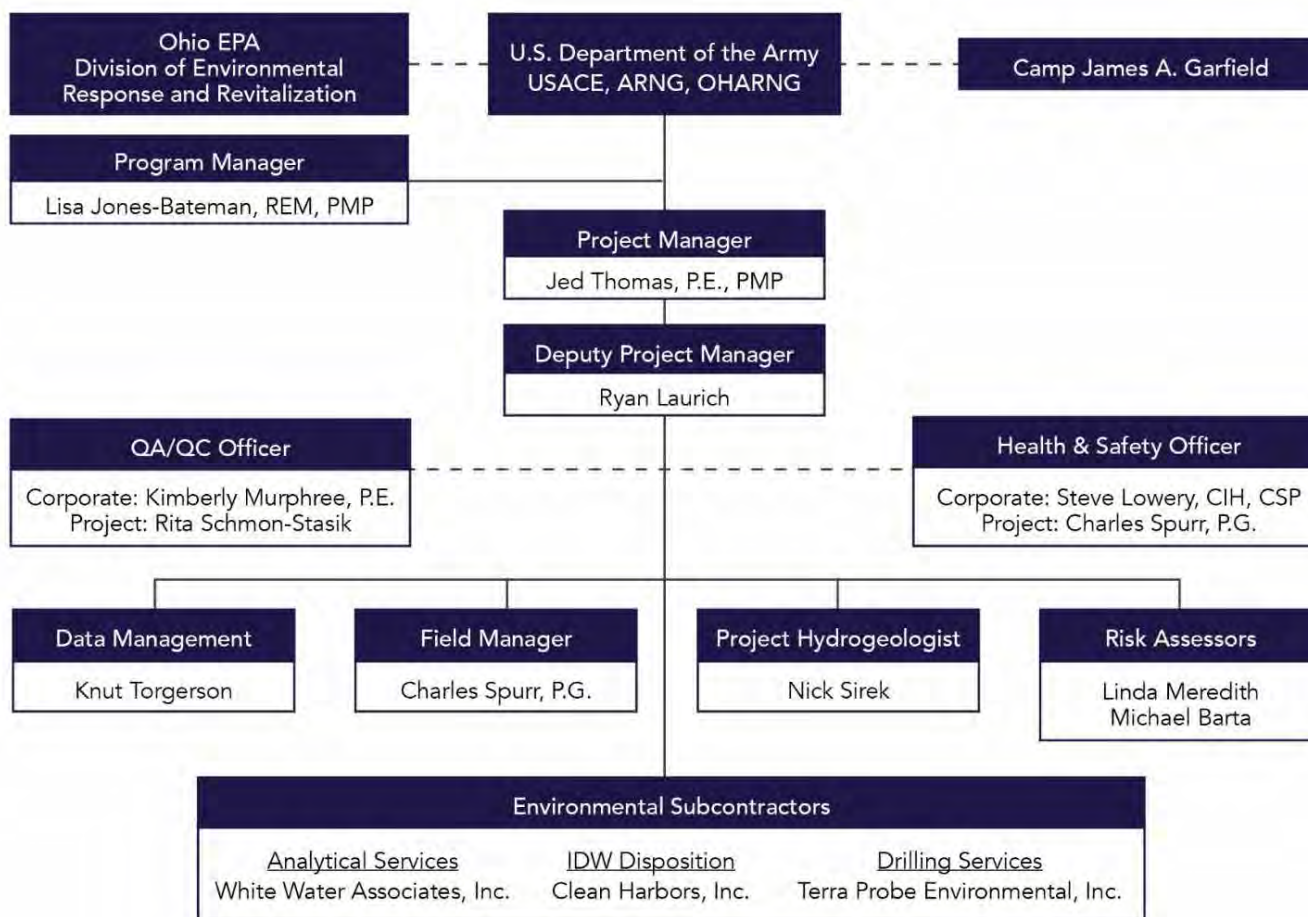 Ohio EPA
Division of Environmental
Response and Revitalization
U.S. Department of the Army
USACE, ARNG, OHARNG
Camp James A. Garfield
Program Manager
Lisa Jones-Bateman, REM, PMP
Project Manager
Jed Thomas, P.E., PMP
Deputy Project Manager
Ryan Laurich
QA/QC Officer
Corporate: Kimberly Murphree, P.E.
Project: Rita Schmon-Stasik
Health & Safety Officer
Corporate: Steve Lowery, CIH, CSP
Project: Charles Spurr, P.G.
Data Management
Knut Torgerson
Field Manager
Charles Spurr, P.G.
Project Hydrogeologist
Nick Sirek
Risk Assessors
Linda Meredith
Michael Barta
Environmental Subcontractors
Analytical Services
White Water Associates, Inc.
IDW Disposition
Clean Harbors, Inc.
Drilling Services
Terra Probe Environmental, Inc.